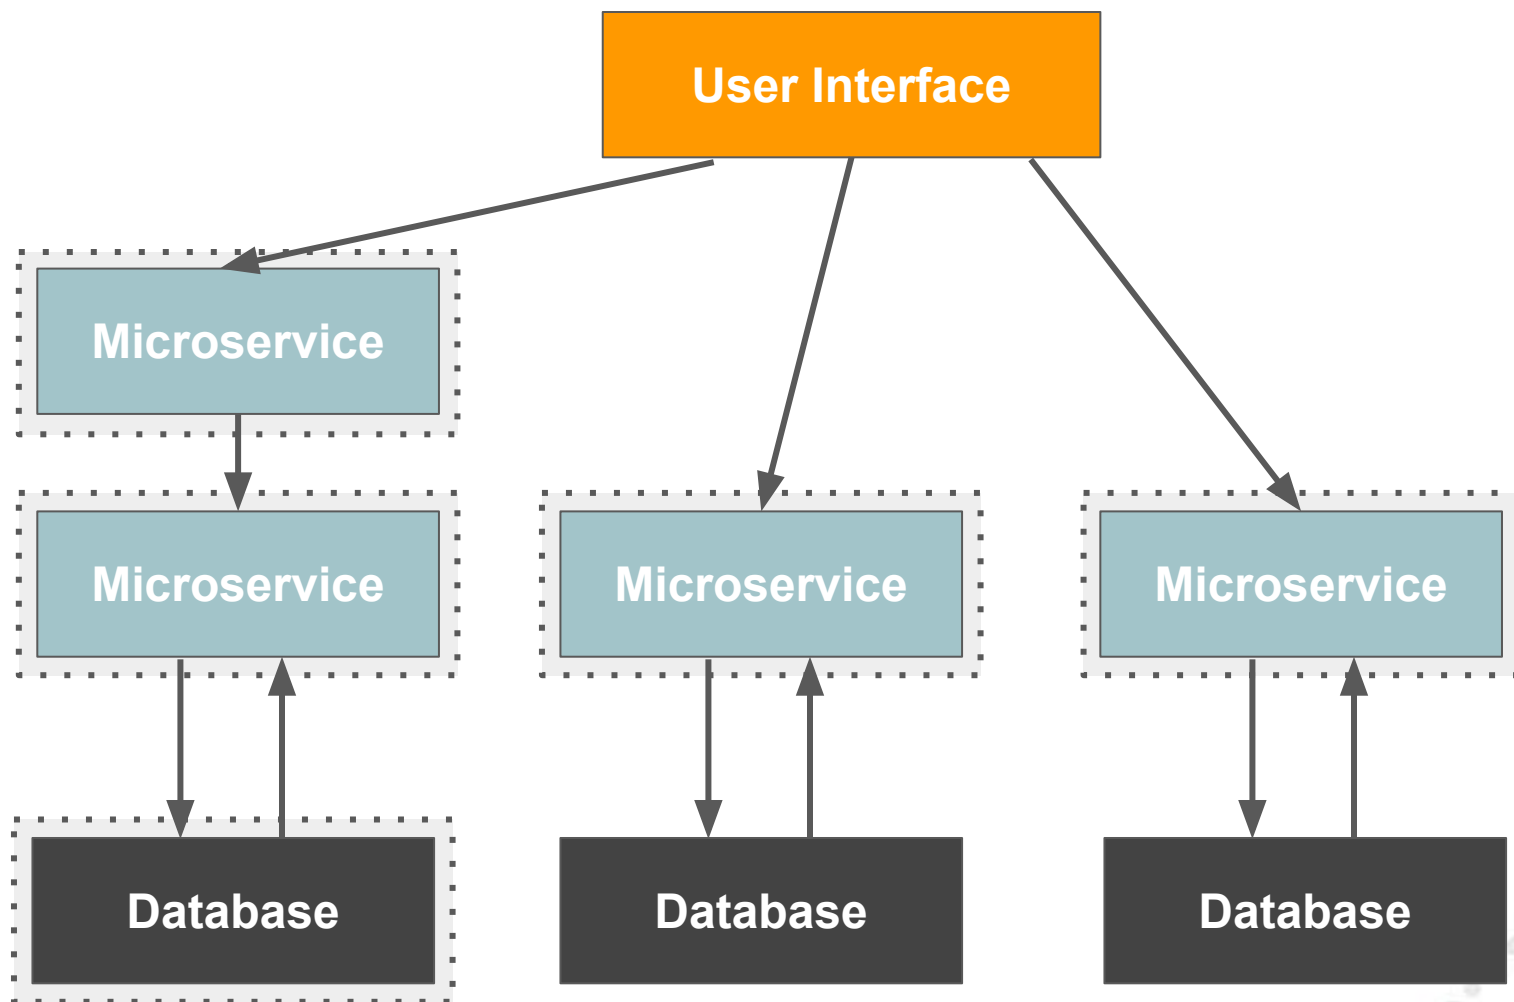 User Interface
Microservice
Microservice
Microservice
Microservice
Database
Database
Database